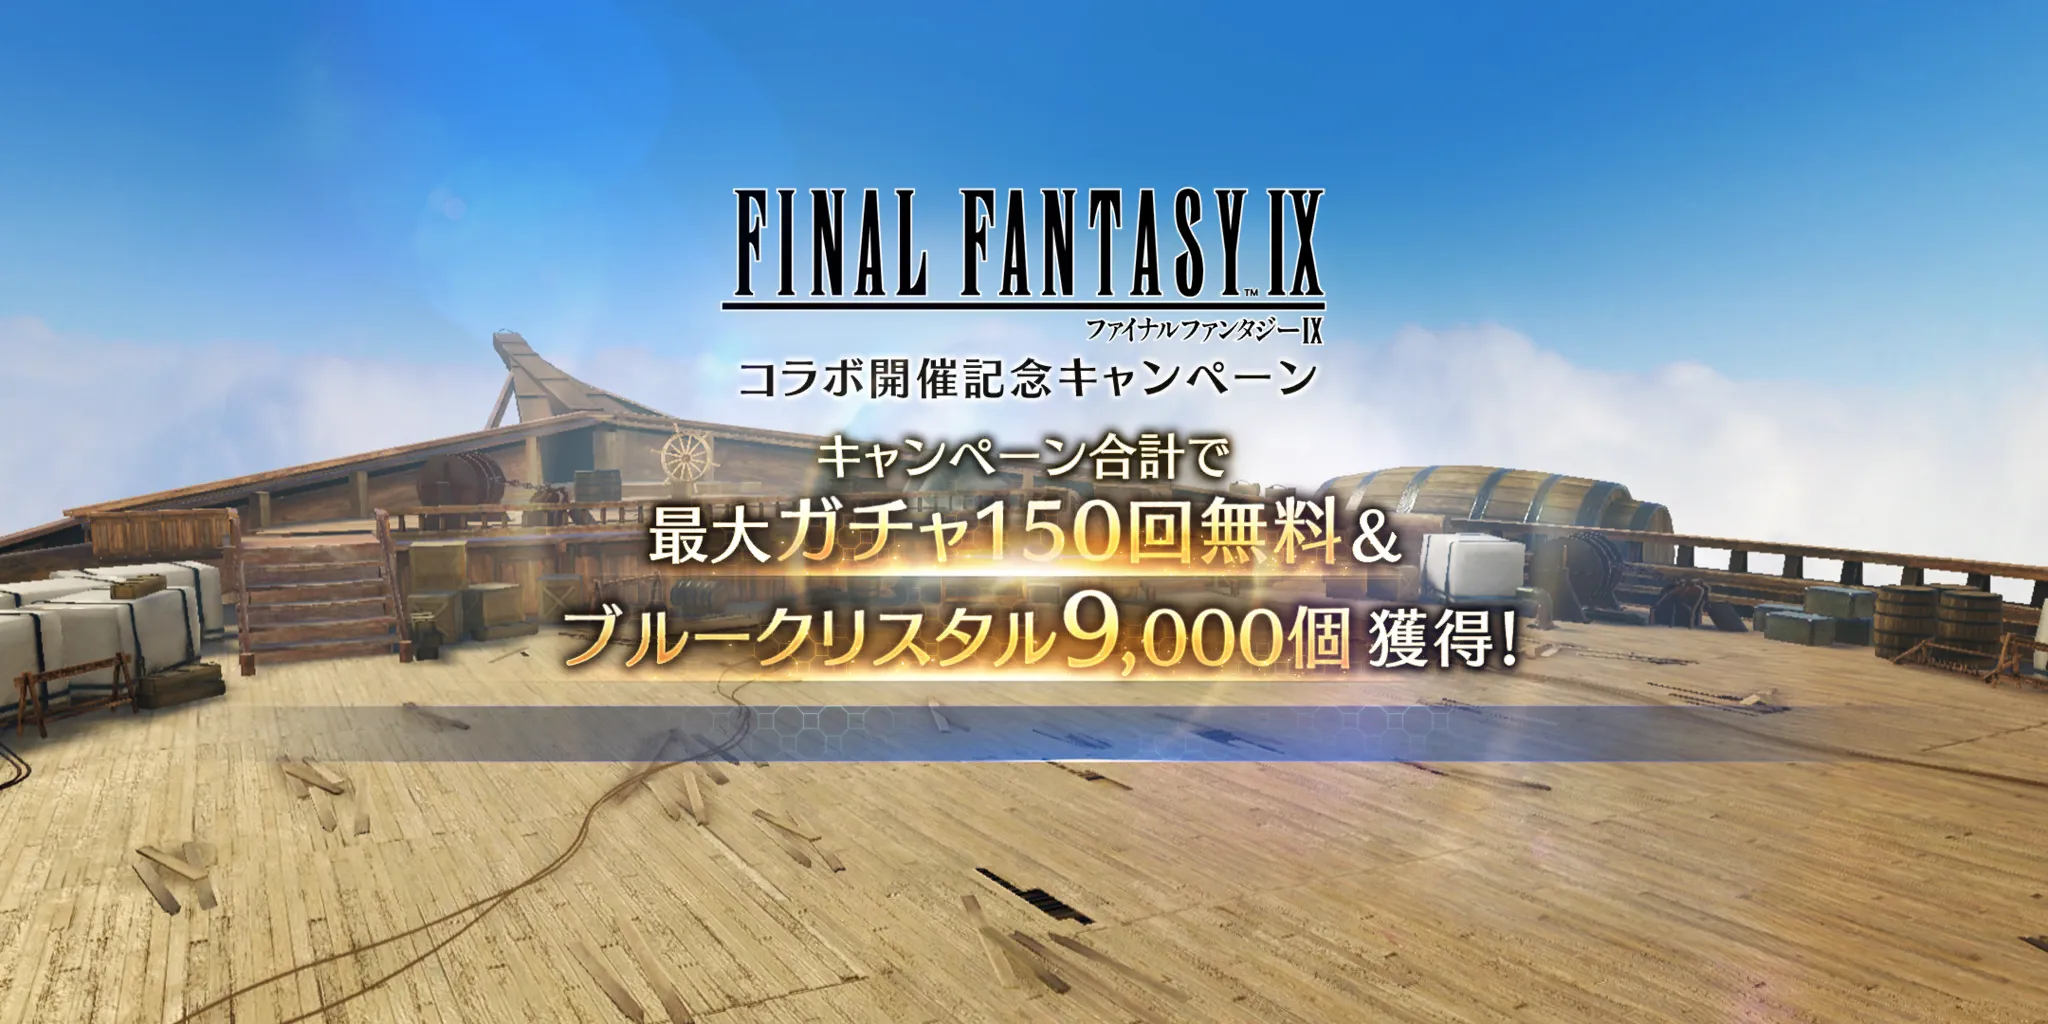 FINAL FANTASY™ IX
ファイナルファンタジーIX
コラボ開催記念キャンペーン
キャンペーン合計で
最大ガチャ150回無料&
ブルークリスタル9,000個 獲得!